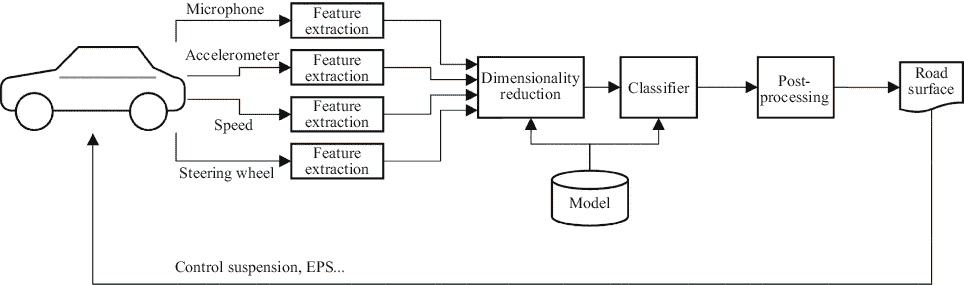 Microphone
Feature
extraction
Accelerometer
Feature
extraction
Speed
Feature
extraction
Steering wheel
Feature
extraction
Dimensionality
reduction
Classifier
Post-
processing
Road
surface
Model
Control suspension, EPS...